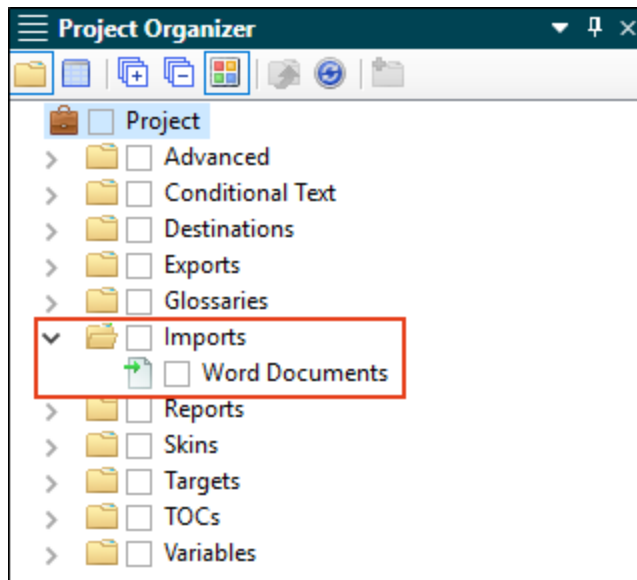 Project Organizer
Project
Advanced
Conditional Text
Destinations
Exports
Glossaries
Imports
Word Documents
Reports
Skins
Targets
TOCs
Variables